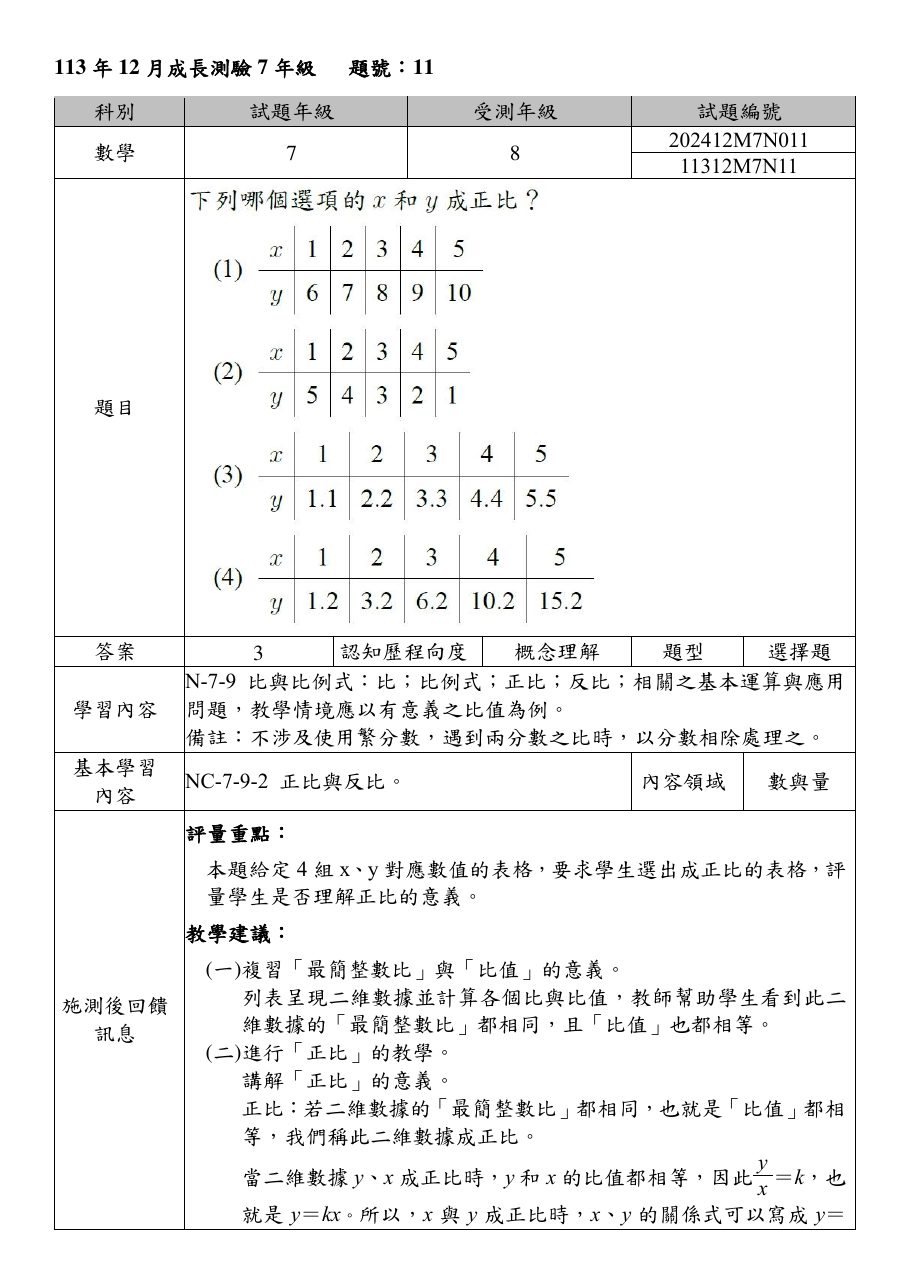 113 年 12 月成長測驗 7 年級 題號：11
科別 試題年級 受測年級 試題編號
數學 7 8 202412M7N011
11312M7N11
題目
下列哪個選項的 x 和 y 成正比？
(1)
x 1 2 3 4 5
y 6 7 8 9 10
(2)
x 1 2 3 4 5
y 5 4 3 2 1
(3)
x 1 2 3 4 5
y 1.1 2.2 3.3 4.4 5.5
(4)
x 1 2 3 4 5
y 1.2 3.2 6.2 10.2 15.2
答案 3 認知歷程向度 概念理解 題型 選擇題
學習內容
N-7-9 比與比例式：比；比例式；正比；反比；相關之基本運算與應用
問題，教學情境應以有意義之比值為例。
備註：不涉及使用繁分數，遇到兩分數之比時，以分數相除處理之。
基本學習
內容
NC-7-9-2 正比與反比。 內容領域 數與量
施測後回饋
訊息
評量重點：
本題給定 4 組 x、y 對應數值的表格，要求學生選出成正比的表格，評
量學生是否理解正比的意義。
教學建議：
(一)複習「最簡整數比」與「比值」的意義。
列表呈現二維數據並計算各個比與比值，教師幫助學生看到此二
維數據的「最簡整數比」都相同，且「比值」也都相等。
(二)進行「正比」的教學。
講解「正比」的意義。
正比：若二維數據的「最簡整數比」都相同，也就是「比值」都相
等，我們稱此二維數據成正比。
當二維數據 y、x 成正比時，y 和 x 的比值都相等，因此 y/x＝k，也
就是 y＝kx。所以，x 與 y 成正比時，x、y 的關係式可以寫成 y＝